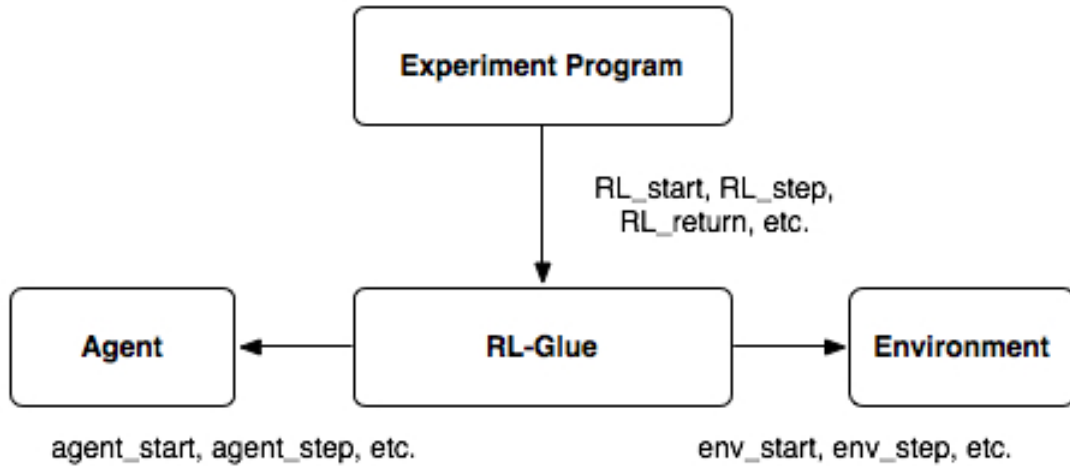 Experiment Program
RL_start, RL_step,
RL_return, etc.
Agent
RL-Glue
Environment
agent_start, agent_step, etc.
env_start, env_step, etc.